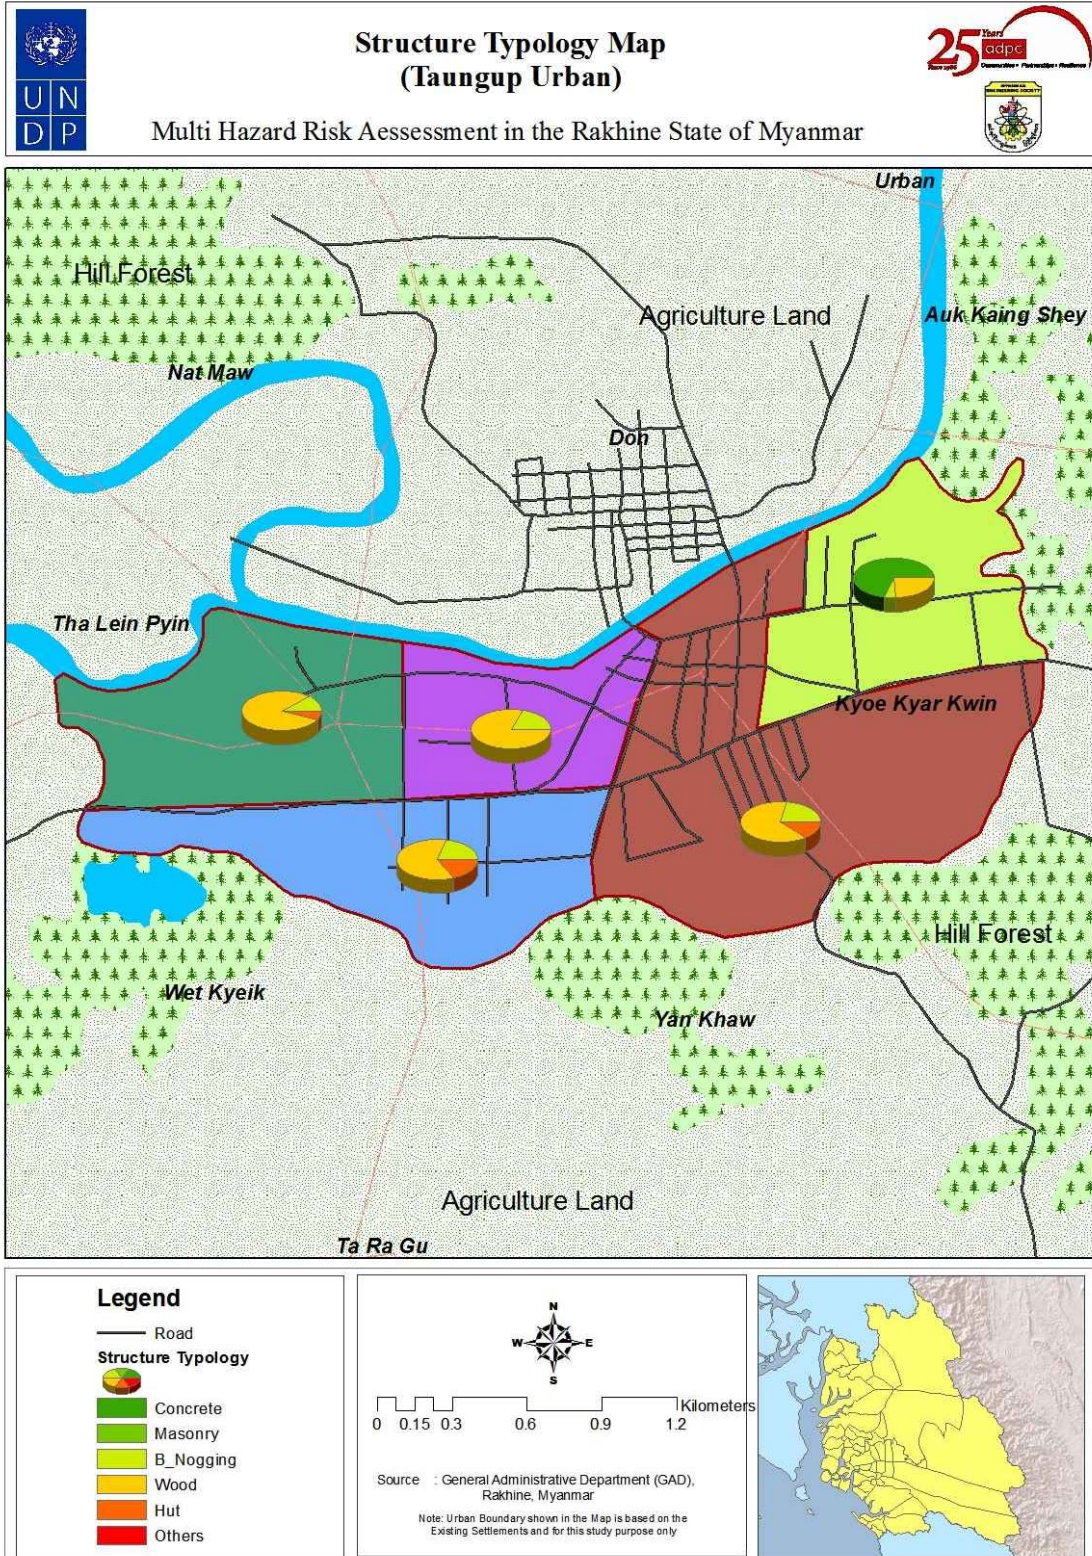 U N
D P
Structure Typology Map
(Taungup Urban)
Multi Hazard Risk Aessessment in the Rakhine State of Myanmar
25 Years
adpc
Urban
Hill Forest
Agriculture Land
Auk Kaing Shey
Nat Maw
Don
Tha Lein Pyin
Kyoe Kyar Kwin
Hill Forest
Wet Kyeik
Yan Khaw
Agriculture Land
Ta Ra Gu
Legend
Road
Structure Typology
Concrete
Masonry
B_Nogging
Wood
Hut
Others
N
W E
S
Kilometers
0 0.15 0.3 0.6 0.9 1.2
Source : General Administrative Department (GAD),
Rakhine, Myanmar
Note: Urban Boundary shown in the Map is based on the
Existing Settlements and for this study purpose only